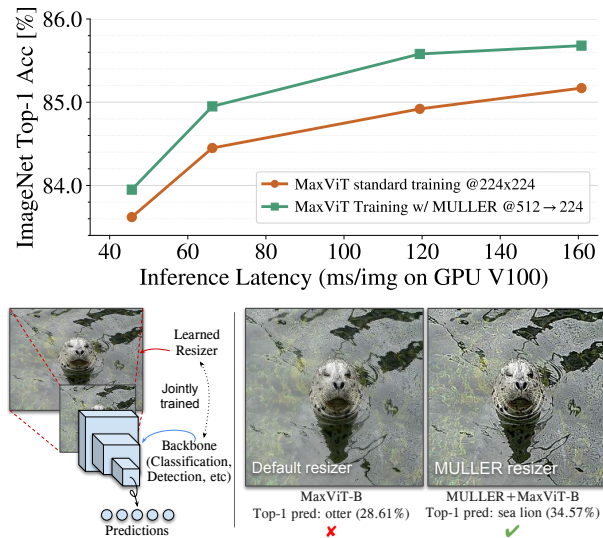 ImageNet Top-1 Acc [%]
86.0
85.0
84.0
MaxViT standard training @224x224
MaxViT Training w/ MULLER @512→224
40 60 80 100 120 140 160
Inference Latency (ms/img on GPU V100)
Learned
Resizer
Jointly
trained
Backbone
(Classification,
Detection, etc)
Predictions
Default resizer
MaxViT-B
Top-1 pred: otter (28.61%)
✘
MULLER resizer
MULLER+MaxViT-B
Top-1 pred: sea lion (34.57%)
✔